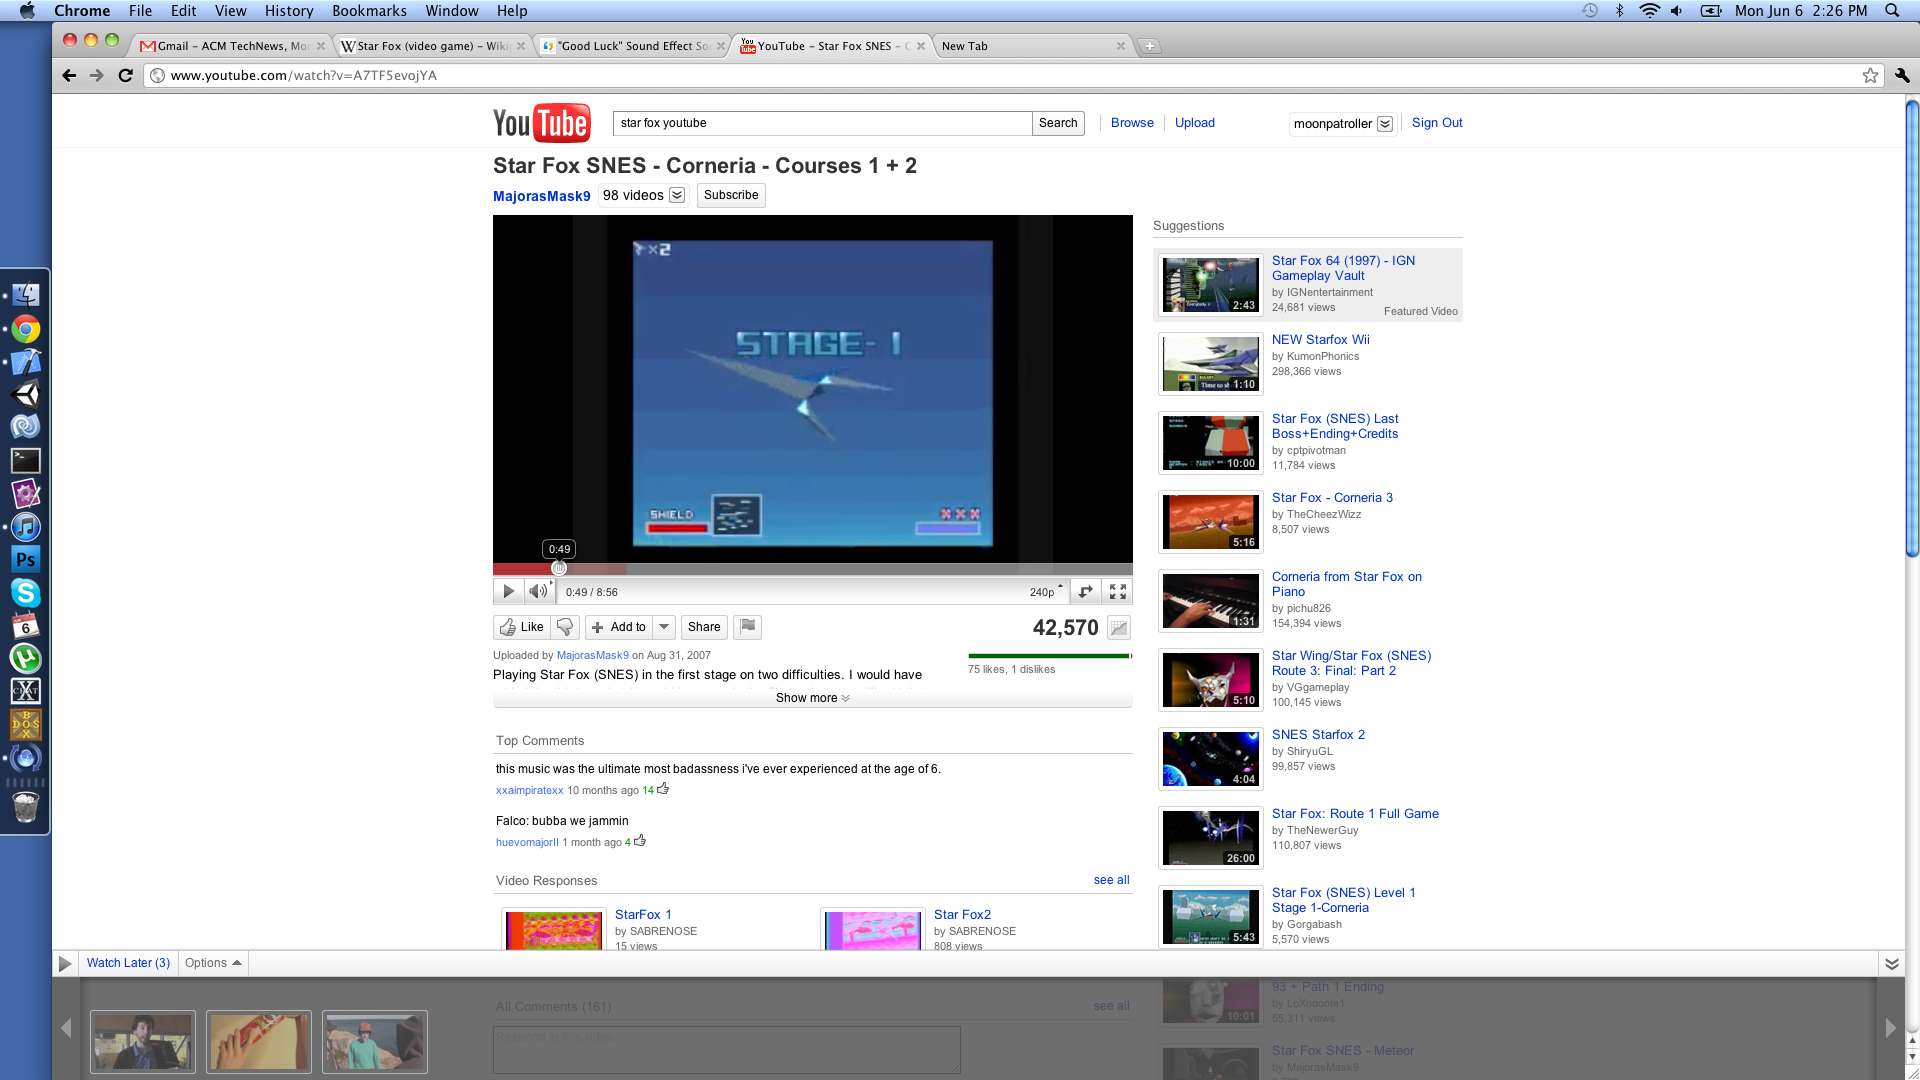 Chrome File Edit View History Bookmarks Window Help
Mon Jun 6 2:26 PM
Gmail - ACM TechNews, Mo
Star Fox (video game) - Wiki
"Good Luck" Sound Effect So
YouTube - Star Fox SNES - C
New Tab
www.youtube.com/watch?v=A7TF5evojYA
YouTube
star fox youtube
Search
Browse
Upload
moonpatroller
Sign Out
Star Fox SNES - Corneria - Courses 1 + 2
MajorasMask9 98 videos Subscribe
×2
STAGE- 1
SHIELD
0:49
0:49 / 8:56
240p
Like
Add to
Share
42,570
Uploaded by MajorasMask9 on Aug 31, 2007
75 likes, 1 dislikes
Playing Star Fox (SNES) in the first stage on two difficulties. I would have
Show more
Top Comments
this music was the ultimate most badassness i've ever experienced at the age of 6.
xxaimpiratexx 10 months ago 14
Falco: bubba we jammin
huevomajorII 1 month ago 4
Video Responses
see all
StarFox 1
by SABRENOSE
15 views
Star Fox2
by SABRENOSE
808 views
Suggestions
2:43
Star Fox 64 (1997) - IGN
Gameplay Vault
by IGNentertainment
24,681 views
Featured Video
1:10
NEW Starfox Wii
by KumonPhonics
298,366 views
10:00
Star Fox (SNES) Last
Boss+Ending+Credits
by cptpivotman
11,784 views
5:16
Star Fox - Corneria 3
by TheCheezWizz
8,507 views
1:31
Corneria from Star Fox on
Piano
by pichu826
154,394 views
5:10
Star Wing/Star Fox (SNES)
Route 3: Final: Part 2
by VGgameplay
100,145 views
4:04
SNES Starfox 2
by ShiryuGL
99,857 views
26:00
Star Fox: Route 1 Full Game
by TheNewerGuy
110,807 views
5:43
Star Fox (SNES) Level 1
Stage 1-Corneria
by Gorgabash
5,570 views
Watch Later (3)
Options
All Comments (161)
see all
Respond to this video...
10:01
93 + Path 1 Ending
by LoXodonte1
55,311 views
Star Fox SNES - Meteor
by MajorasMask9
Ps
6
X
CHAT
DOS